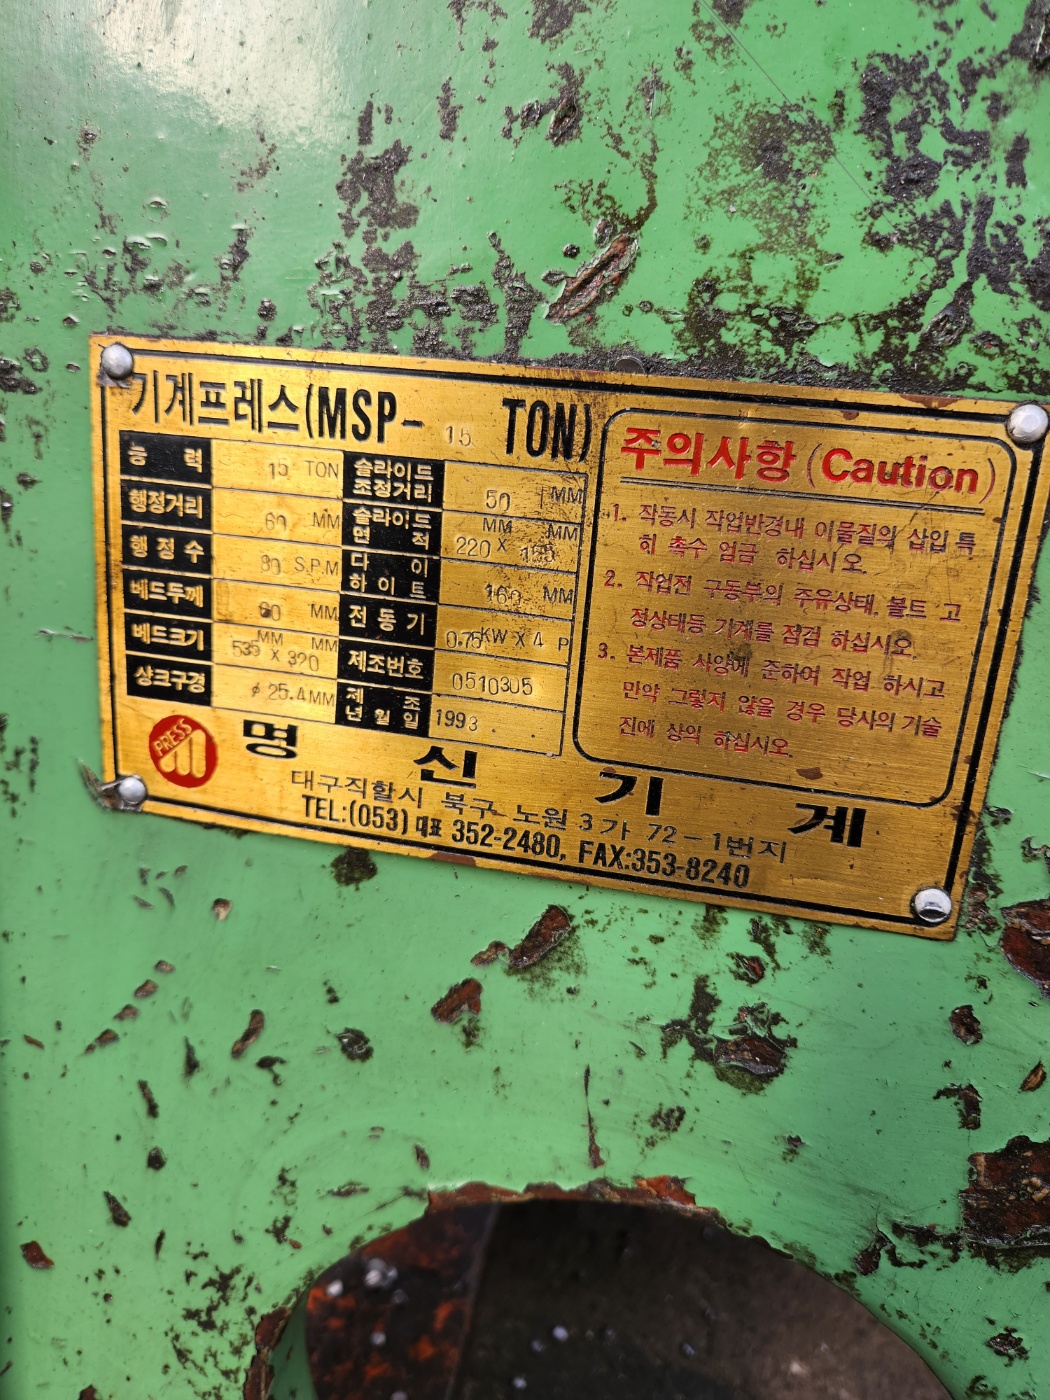 기계프레스(MSP- 15 TON)
능 력 15 TON 슬라이드 조정거리 50 MM
행정거리 60 MM 슬라이드 면 적 MM 220 X MM
행 정 수 80 S.P.M 다 이 하이트 160 MM
베드두께 60 MM 전 동 기 0.75KW X 4 P
베드크기 MM 530 X 320 MM 제조번호 0510305
상크구경 ø 25.4MM 제 조 년 월 일 1993
PRESS
명 신 기 계
대구직할시 북구 노원 3가 72-1번지
TEL:(053) 대표 352-2480, FAX:353-8240
주의사항 (Caution)
1. 작동시 작업반경내 이물질의 삽입 특
히 촉수 엄금 하십시오.
2. 작업전 구동부의 주유상태, 볼트 고
정상태등 기계를 점검 하십시오.
3. 본제품 사양에 준하여 작업 하시고
만약 그렇지 않을 경우 당사의 기술
진에 상의 하십시오.